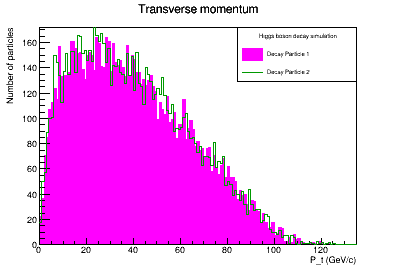 Transverse momentum
Number of particles
160
140
120
100
80
60
40
20
0
Higgs boson decay simulation
Decay Particle 1
Decay Particle 2
0 20 40 60 80 100 120
P_t (GeV/c)